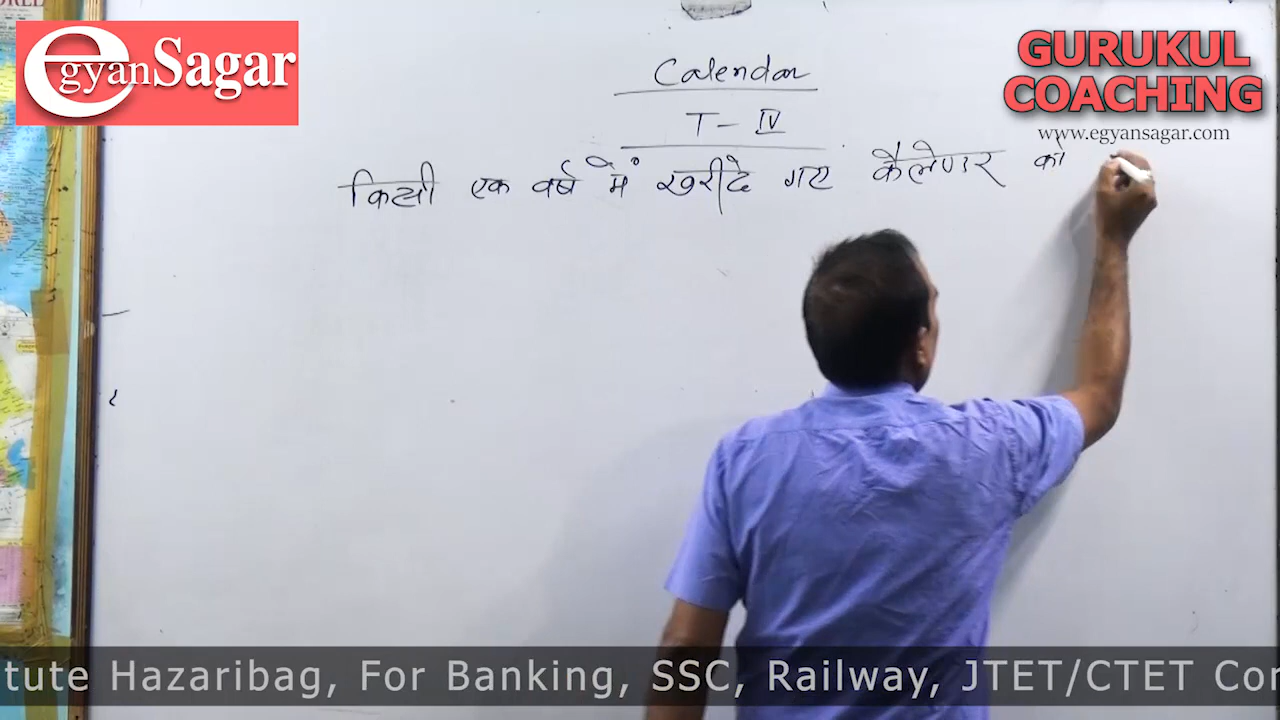 egyanSagar
GURUKUL
COACHING
www.egyansagar.com
Calendar
T - IV
किसी एक वर्ष में खरीदे गए कैलेण्डर को
tute Hazaribag, For Banking, SSC, Railway, JTET/CTET Con